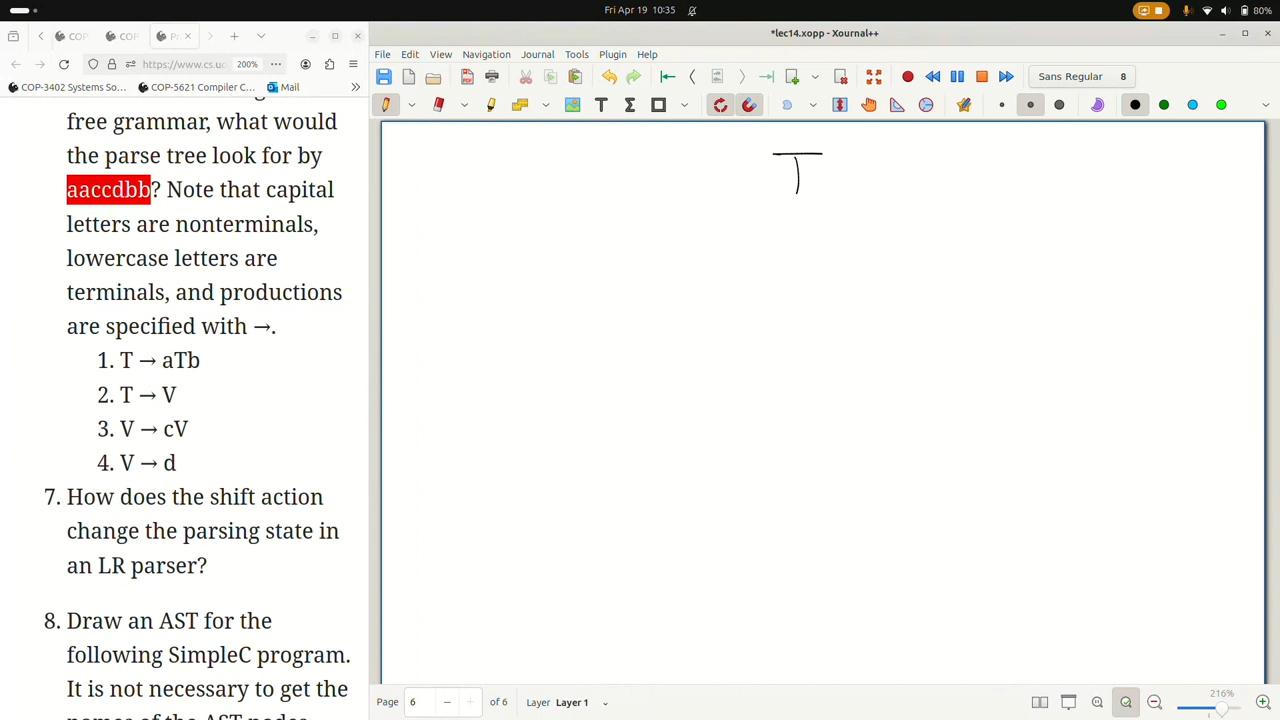 Fri Apr 19 10:35
80%
COP
COP
Pr
https://www.cs.uc
200%
COP-3402 Systems So...
COP-3621 Compiler C...
Mail
free grammar, what would
the parse tree look for by
aaccdbb? Note that capital
letters are nonterminals,
lowercase letters are
terminals, and productions
are specified with →.
1. T → aTb
2. T → V
3. V → cV
4. V → d
7. How does the shift action
change the parsing state in
an LR parser?
8. Draw an AST for the
following SimpleC program.
It is not necessary to get the
*lec14.xopp - Xournal++
File Edit View Navigation Journal Tools Plugin Help
Sans Regular 8
T
Page 6 of 6 Layer Layer 1
216%